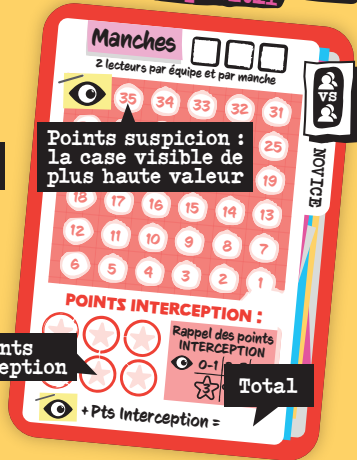 Manches
2 lecteurs par équipe et par manche
35 34 33 32 31
Points suspicion :
la case visible de
plus haute valeur
25
19
18 17 16 15 14 13
12 11 10 9 8 7
6 5 4 3 2 1
VS
NOVICE
POINTS INTERCEPTION :
Rappel des points
INTERCEPTION
0-1
3
Total
+ Pts Interception =